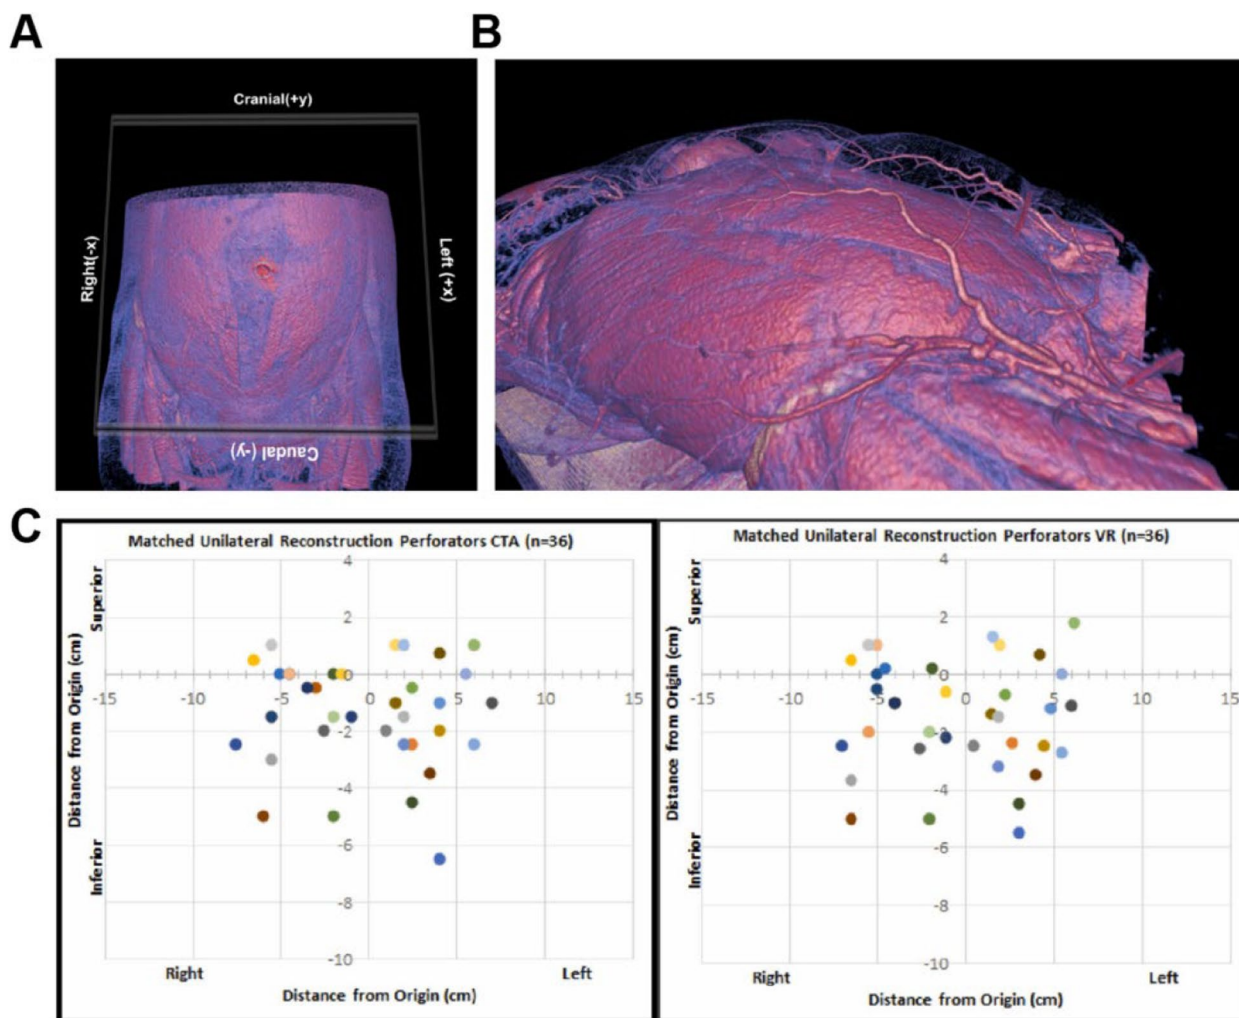 A
B
Cranial(+y)
Right(-x)
Left (+x)
Caudal (-y)
C
Matched Unilateral Reconstruction Perforators CTA (n=36)
Superior
Distance from Origin (cm)
Inferior
4
2
0
-2
-4
-6
-8
-10
-15
-10
-5
0
5
10
15
Right
Left
Distance from Origin (cm)
Matched Unilateral Reconstruction Perforators VR (n=36)
Superior
Distance from Origin (cm)
Inferior
4
2
0
-2
-4
-6
-8
-10
-15
-10
-5
0
5
10
15
Right
Left
Distance from Origin (cm)